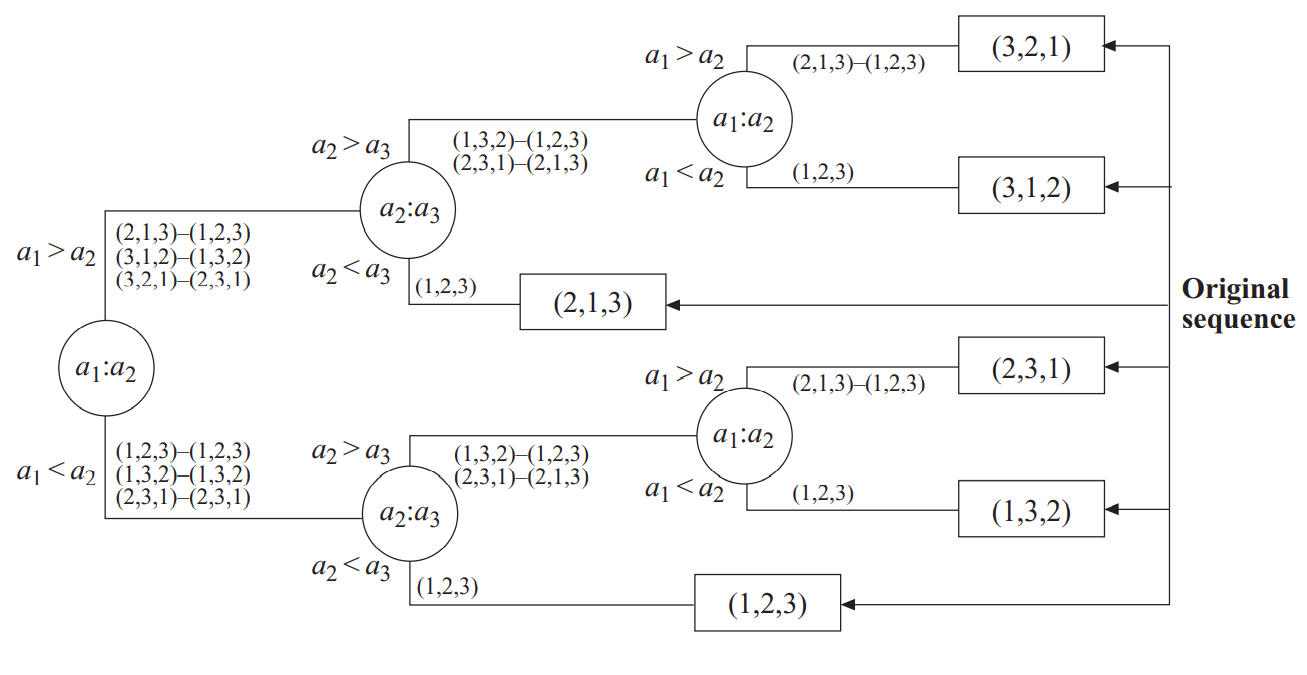 a1 > a2
(2,1,3)–(1,2,3)
(3,2,1)
a1:a2
a1 < a2
(1,2,3)
(3,1,2)
a2 > a3
(1,3,2)–(1,2,3)
(2,3,1)–(2,1,3)
a2:a3
a2 < a3
(1,2,3)
(2,1,3)
a1 > a2
(2,1,3)–(1,2,3)
(3,1,2)–(1,3,2)
(3,2,1)–(2,3,1)
a1:a2
a1 < a2
(1,2,3)–(1,2,3)
(1,3,2)–(1,3,2)
(2,3,1)–(2,3,1)
Original
sequence
a1 > a2
(2,1,3)–(1,2,3)
(2,3,1)
a1:a2
a1 < a2
(1,2,3)
(1,3,2)
a2 > a3
(1,3,2)–(1,2,3)
(2,3,1)–(2,1,3)
a2:a3
a2 < a3
(1,2,3)
(1,2,3)